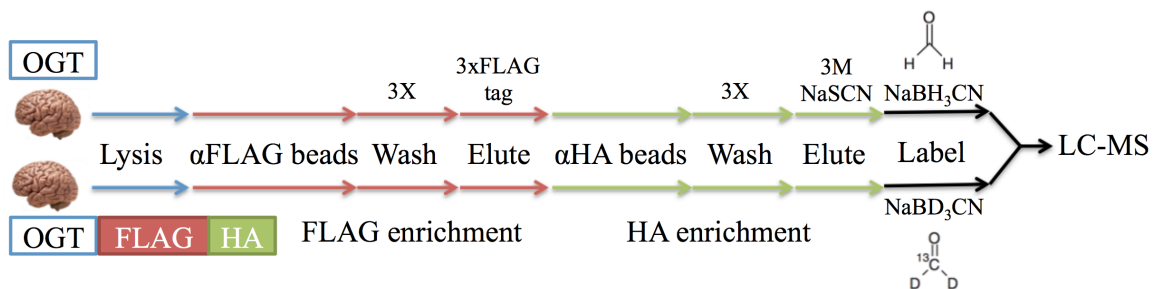 OGT
3X
3xFLAG
tag
3X
3M
NaSCN
O
H H
NaBH₃CN
Lysis αFLAG beads Wash Elute αHA beads Wash Elute Label LC-MS
NaBD₃CN
OGT FLAG HA
FLAG enrichment
HA enrichment
O
¹³C
D D